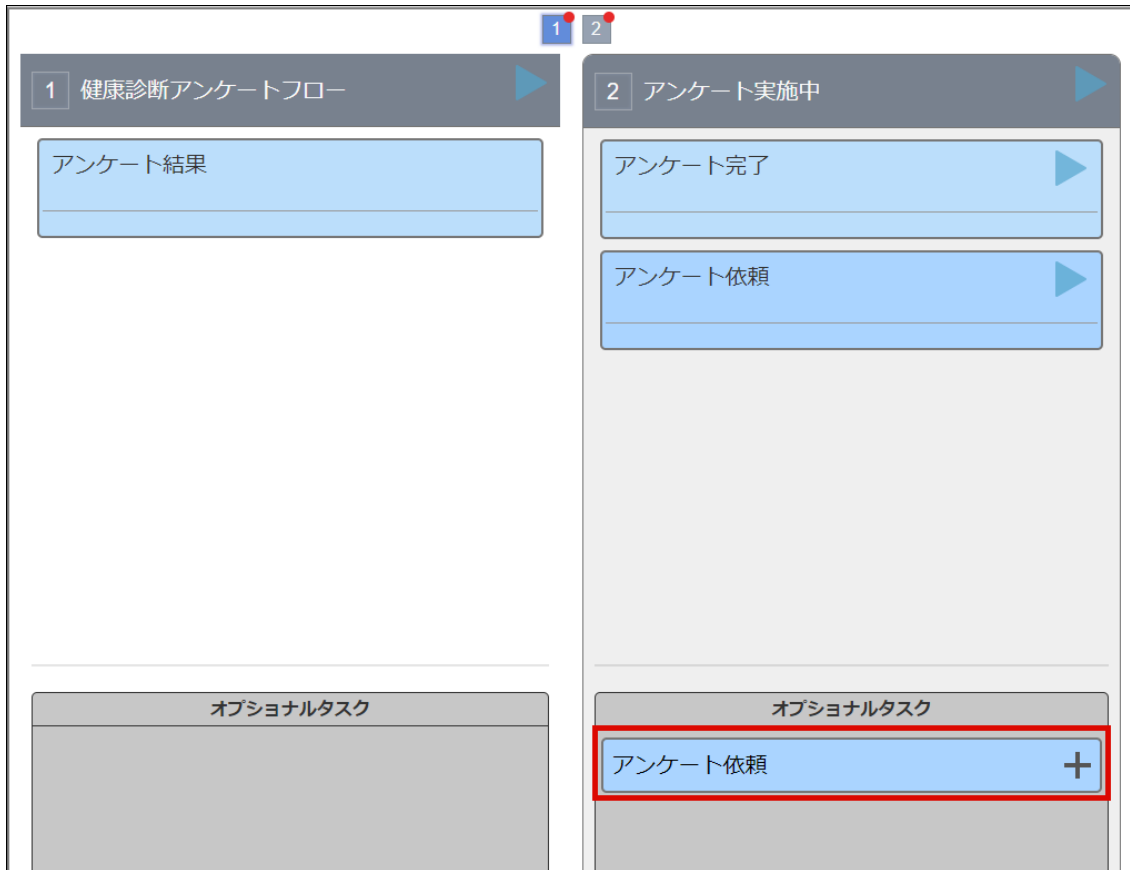 1 2
1 健康診断アンケートフロー
アンケート結果
オプショナルタスク
2 アンケート実施中
アンケート完了
アンケート依頼
オプショナルタスク
アンケート依頼 +